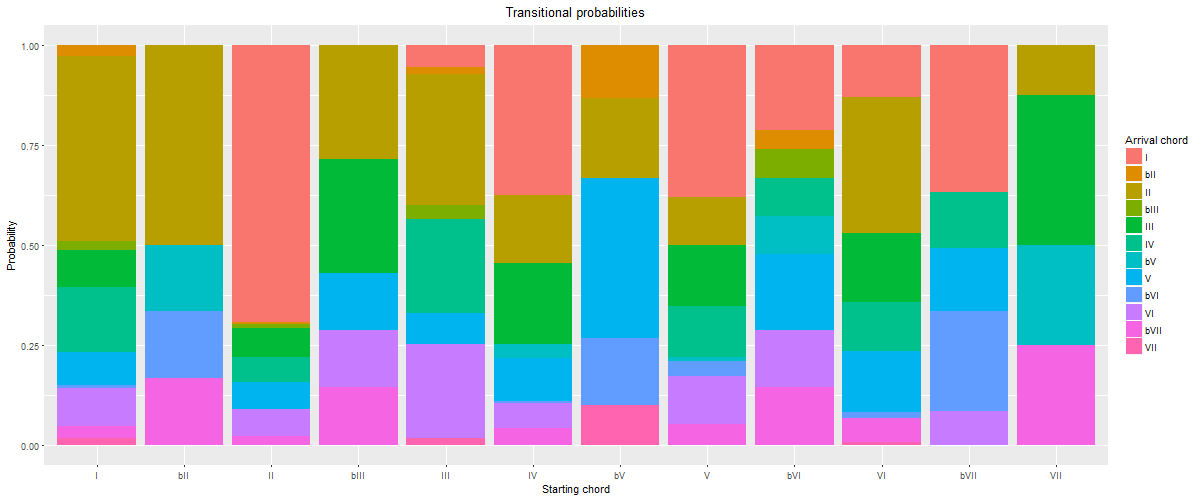 Transitional probabilities
1.00
0.75
0.50
0.25
0.00
Probability
I bII II bIII III IV bV V bVI VI bVII VII
Starting chord
Arrival chord
I
bII
II
bIII
III
IV
bV
V
bVI
VI
bVII
VII